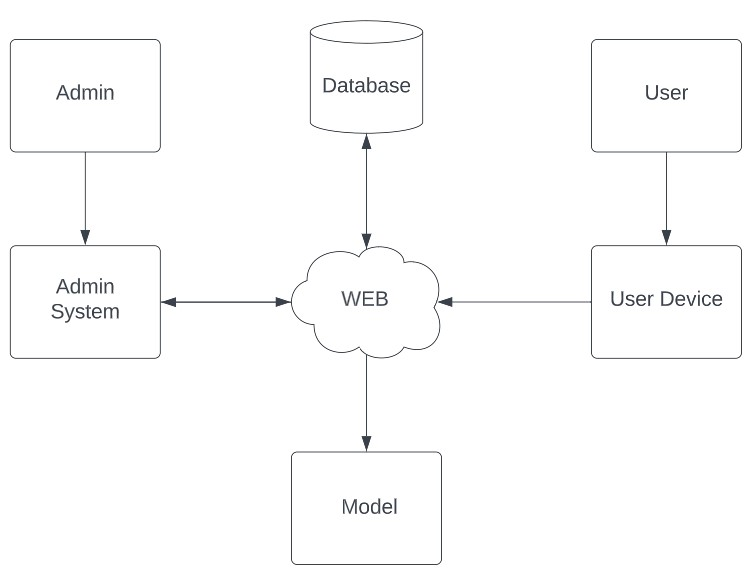 Admin
Database
User
Admin
System
WEB
User Device
Model